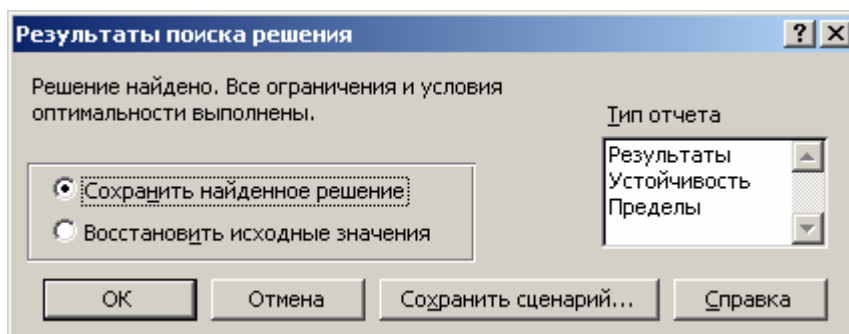 Результаты поиска решения
Решение найдено. Все ограничения и условия
оптимальности выполнены.
Тип отчета
Результаты
Устойчивость
Пределы
Сохранить найденное решение
Восстановить исходные значения
ОК
Отмена
Сохранить сценарий...
Справка